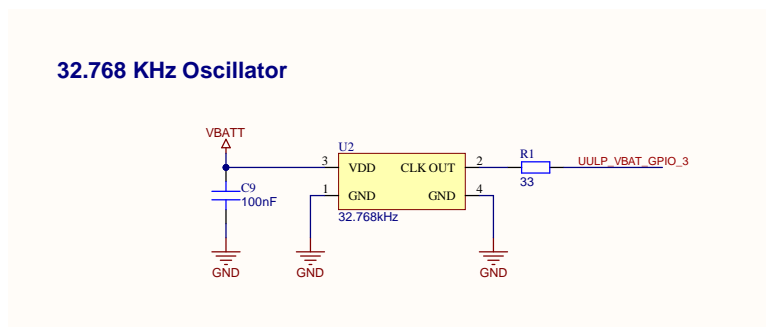 32.768 KHz Oscillator
VBATT
U2
R1
3 VDD CLK OUT 2
UULP_VBAT_GPIO_3
33
C9
1 GND GND 4
100nF
32.768kHz
GND GND GND